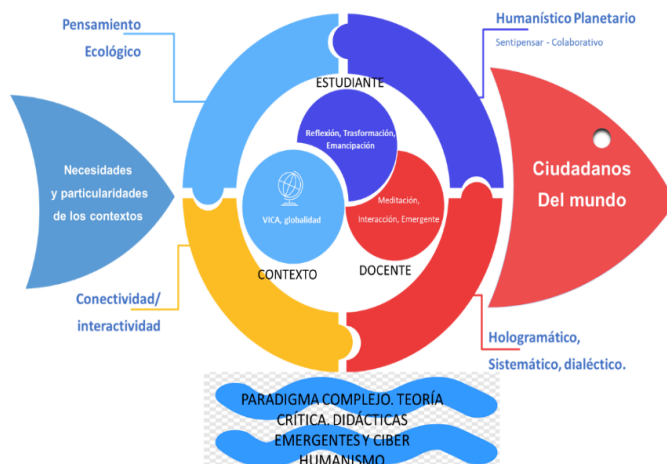 Pensamiento
Ecológico
Humanístico Planetario
Sentipensar - Colaborativo
ESTUDIANTE
Reflexión, Trasformación,
Emancipación
Necesidades
y particularidades
de los contextos
VICA, globalidad
Meditación,
Interacción, Emergente
Ciudadanos
Del mundo
CONTEXTO
DOCENTE
Conectividad/
interactividad
Hologramático,
Sistemático, dialéctico.
PARADIGMA COMPLEJO. TEORÍA
CRÍTICA. DIDÁCTICAS
EMERGENTES Y CIBER
HUMANISMO